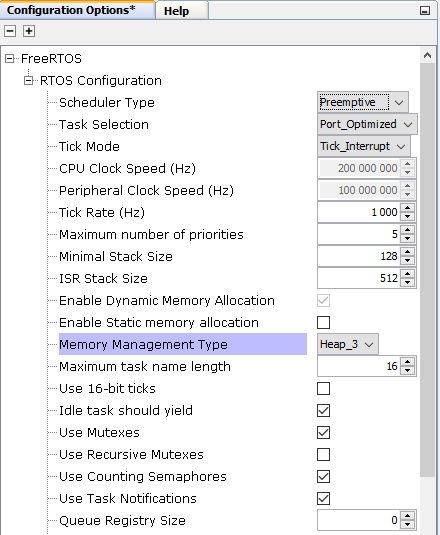 Configuration Options* Help
FreeRTOS
RTOS Configuration
Scheduler Type Preemptive
Task Selection Port_Optimized
Tick Mode Tick_Interrupt
CPU Clock Speed (Hz) 200 000 000
Peripheral Clock Speed (Hz) 100 000 000
Tick Rate (Hz) 1 000
Maximum number of priorities 5
Minimal Stack Size 128
ISR Stack Size 512
Enable Dynamic Memory Allocation
Enable Static memory allocation
Memory Management Type Heap_3
Maximum task name length 16
Use 16-bit ticks
Idle task should yield
Use Mutexes
Use Recursive Mutexes
Use Counting Semaphores
Use Task Notifications
Queue Registry Size 0